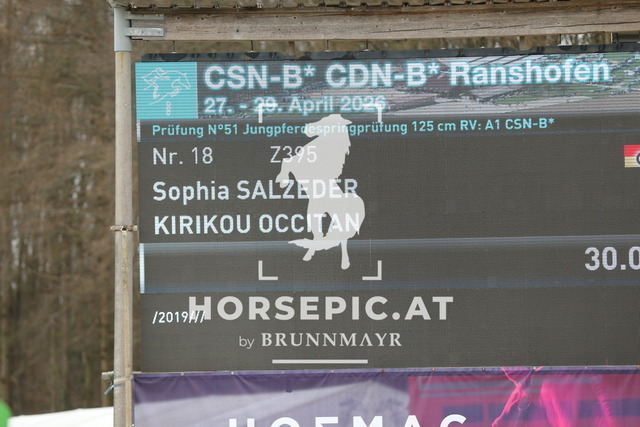 CSN-B* CDN-B* Ranshofen
27. - 29. April 2026
Prüfung N°51 Jungpferdespringprüfung 125 cm RV: A1 CSN-B*
Nr. 18 Z395
Sophia SALZEDER
KIRIKOU OCCITAN
30.0
/2019///
HORSEPIC.AT
by BRUNNMAYR